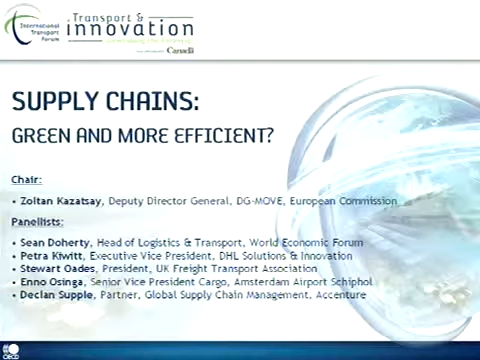 International
Transport
Forum
Transport &
innovation
Canada
SUPPLY CHAINS:
GREEN AND MORE EFFICIENT?
Chair:
• Zoltan Kazatsay, Deputy Director General, DG-MOVE, European Commission
Panellists:
• Sean Doherty, Head of Logistics & Transport, World Economic Forum
• Petra Kiwitt, Executive Vice President, DHL Solutions & Innovation
• Stewart Oades, President, UK Freight Transport Association
• Enno Osinga, Senior Vice President Cargo, Amsterdam Airport Schiphol
• Declan Supple, Partner, Global Supply Chain Management, Accenture
OECD